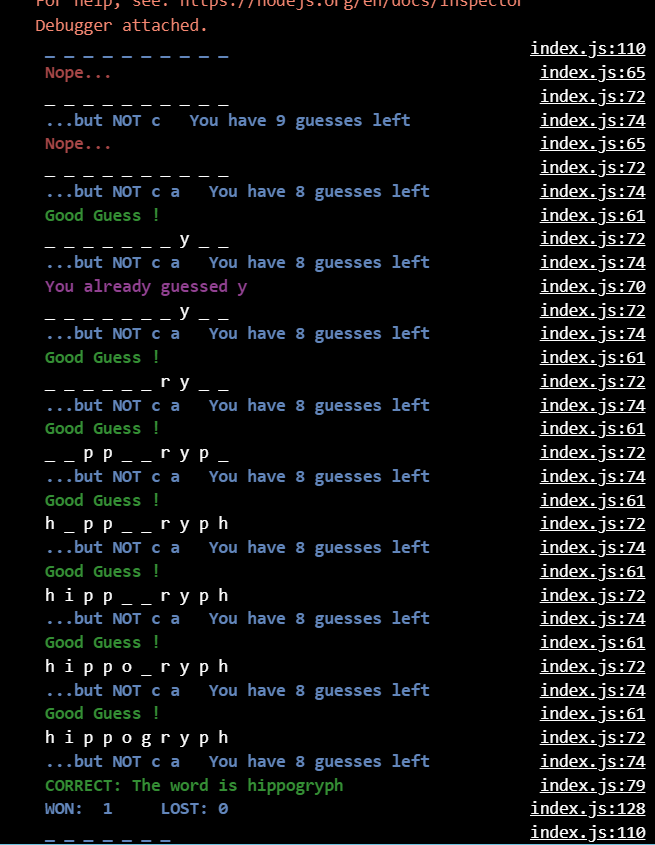 For help, see: https://nodejs.org/en/docs/inspector
Debugger attached.
_ _ _ _ _ _ _ _ _ _ index.js:110
Nope... index.js:65
_ _ _ _ _ _ _ _ _ _ index.js:72
...but NOT c   You have 9 guesses left index.js:74
Nope... index.js:65
_ _ _ _ _ _ _ _ _ _ index.js:72
...but NOT c a   You have 8 guesses left index.js:74
Good Guess ! index.js:61
_ _ _ _ _ _ _ y _ _ index.js:72
...but NOT c a   You have 8 guesses left index.js:74
You already guessed y index.js:70
_ _ _ _ _ _ _ y _ _ index.js:72
...but NOT c a   You have 8 guesses left index.js:74
Good Guess ! index.js:61
_ _ _ _ _ _ r y _ _ index.js:72
...but NOT c a   You have 8 guesses left index.js:74
Good Guess ! index.js:61
_ _ p p _ _ r y p _ index.js:72
...but NOT c a   You have 8 guesses left index.js:74
Good Guess ! index.js:61
h _ p p _ _ r y p h index.js:72
...but NOT c a   You have 8 guesses left index.js:74
Good Guess ! index.js:61
h i p p _ _ r y p h index.js:72
...but NOT c a   You have 8 guesses left index.js:74
Good Guess ! index.js:61
h i p p o _ r y p h index.js:72
...but NOT c a   You have 8 guesses left index.js:74
Good Guess ! index.js:61
h i p p o g r y p h index.js:72
...but NOT c a   You have 8 guesses left index.js:74
CORRECT: The word is hippogryph index.js:79
WON:  1     LOST: 0 index.js:128
_ _ _ _ _ _ _ index.js:110